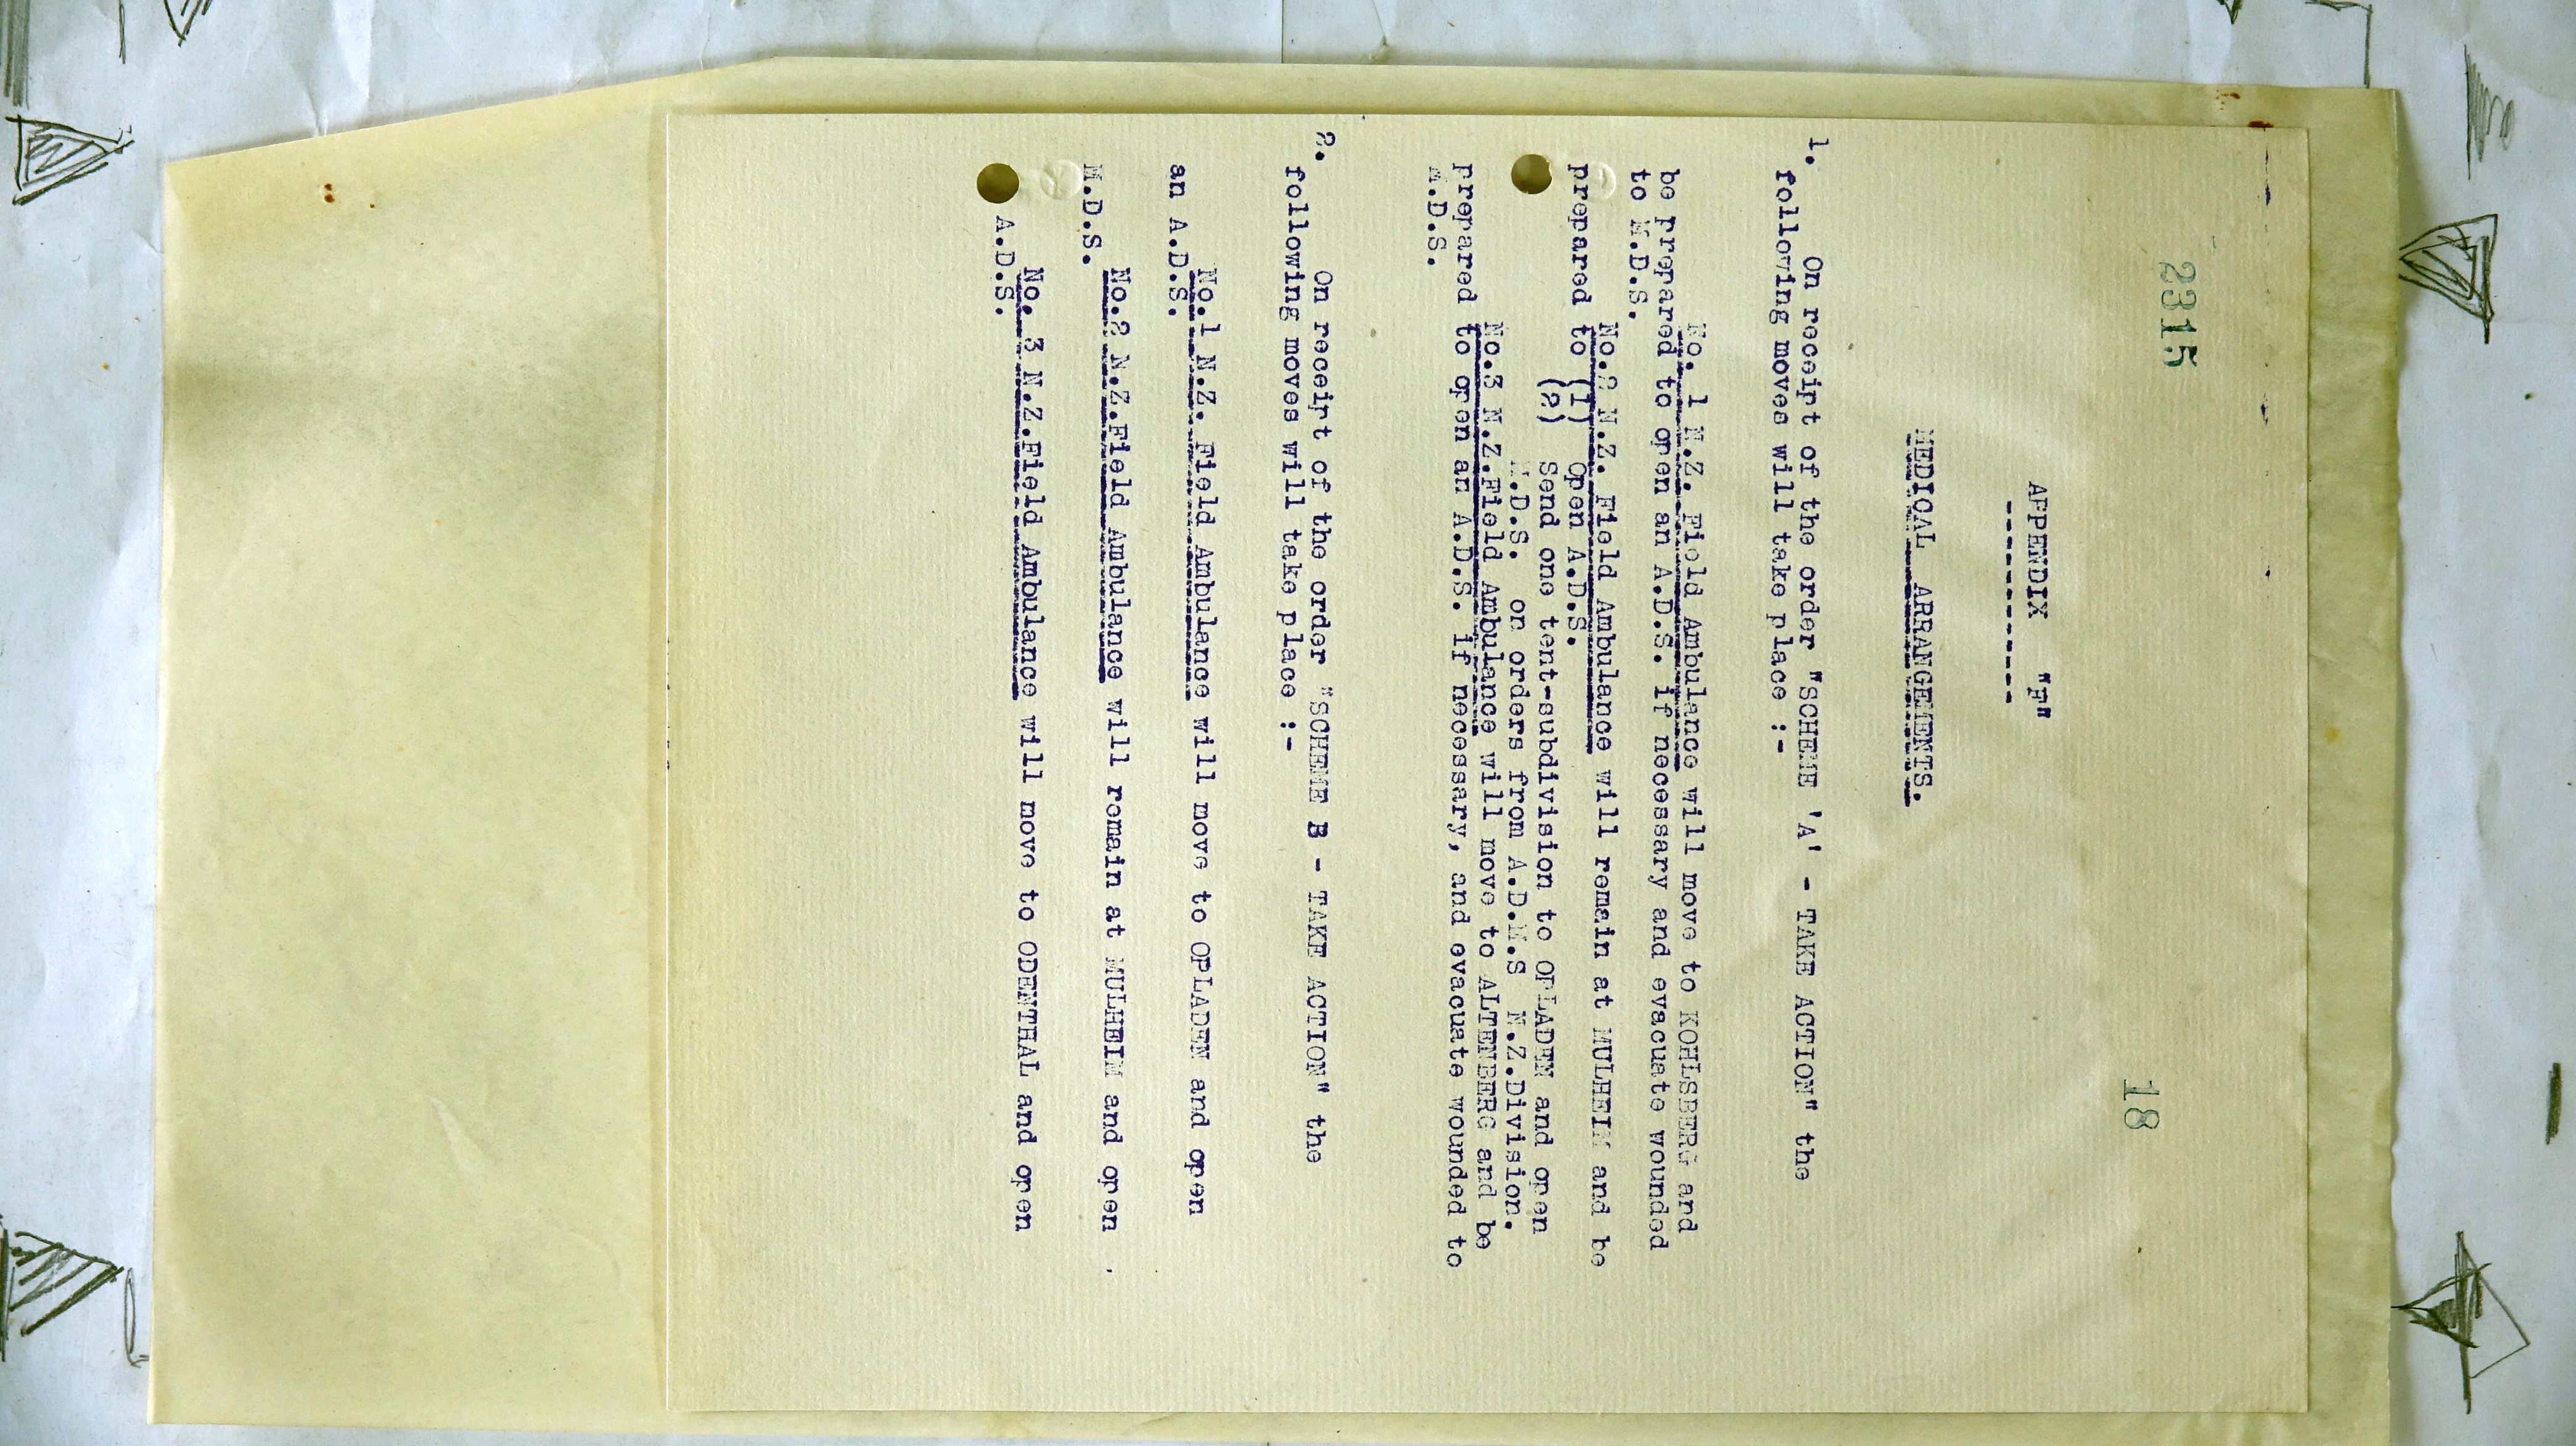 2315
18
APPENDIX "F"
MEDICAL ARRANGEMENTS.
1. On receipt of the order "SCHEME 'A' - TAKE ACTION" the
following moves will take place :-
No. 1 N.Z. Field Ambulance will move to KOHLSBERG and
be prepared to open an A.D.S. if necessary and evacuate wounded
to M.D.S.
No.2 N.Z. Field Ambulance will remain at MULHEIM and be
prepared to (1) Open A.D.S.
(2) Send one tent-subdivision to OPLADEN and open
M.D.S. on orders from A.D.M.S N.Z.Division.
No.3 N.Z.Field Ambulance will move to ALTENBERG and be
prepared to open an A.D.S. if necessary, and evacuate wounded to
M.D.S.
2. On receipt of the order "SCHEME B - TAKE ACTION" the
following moves will take place :-
No.1 N.Z. Field Ambulance will move to OPLADEN and open
an A.D.S.
No.2 N.Z.Field Ambulance will remain at MULHEIM and open
M.D.S.
No. 3 N.Z.Field Ambulance will move to ODENTHAL and open
A.D.S.